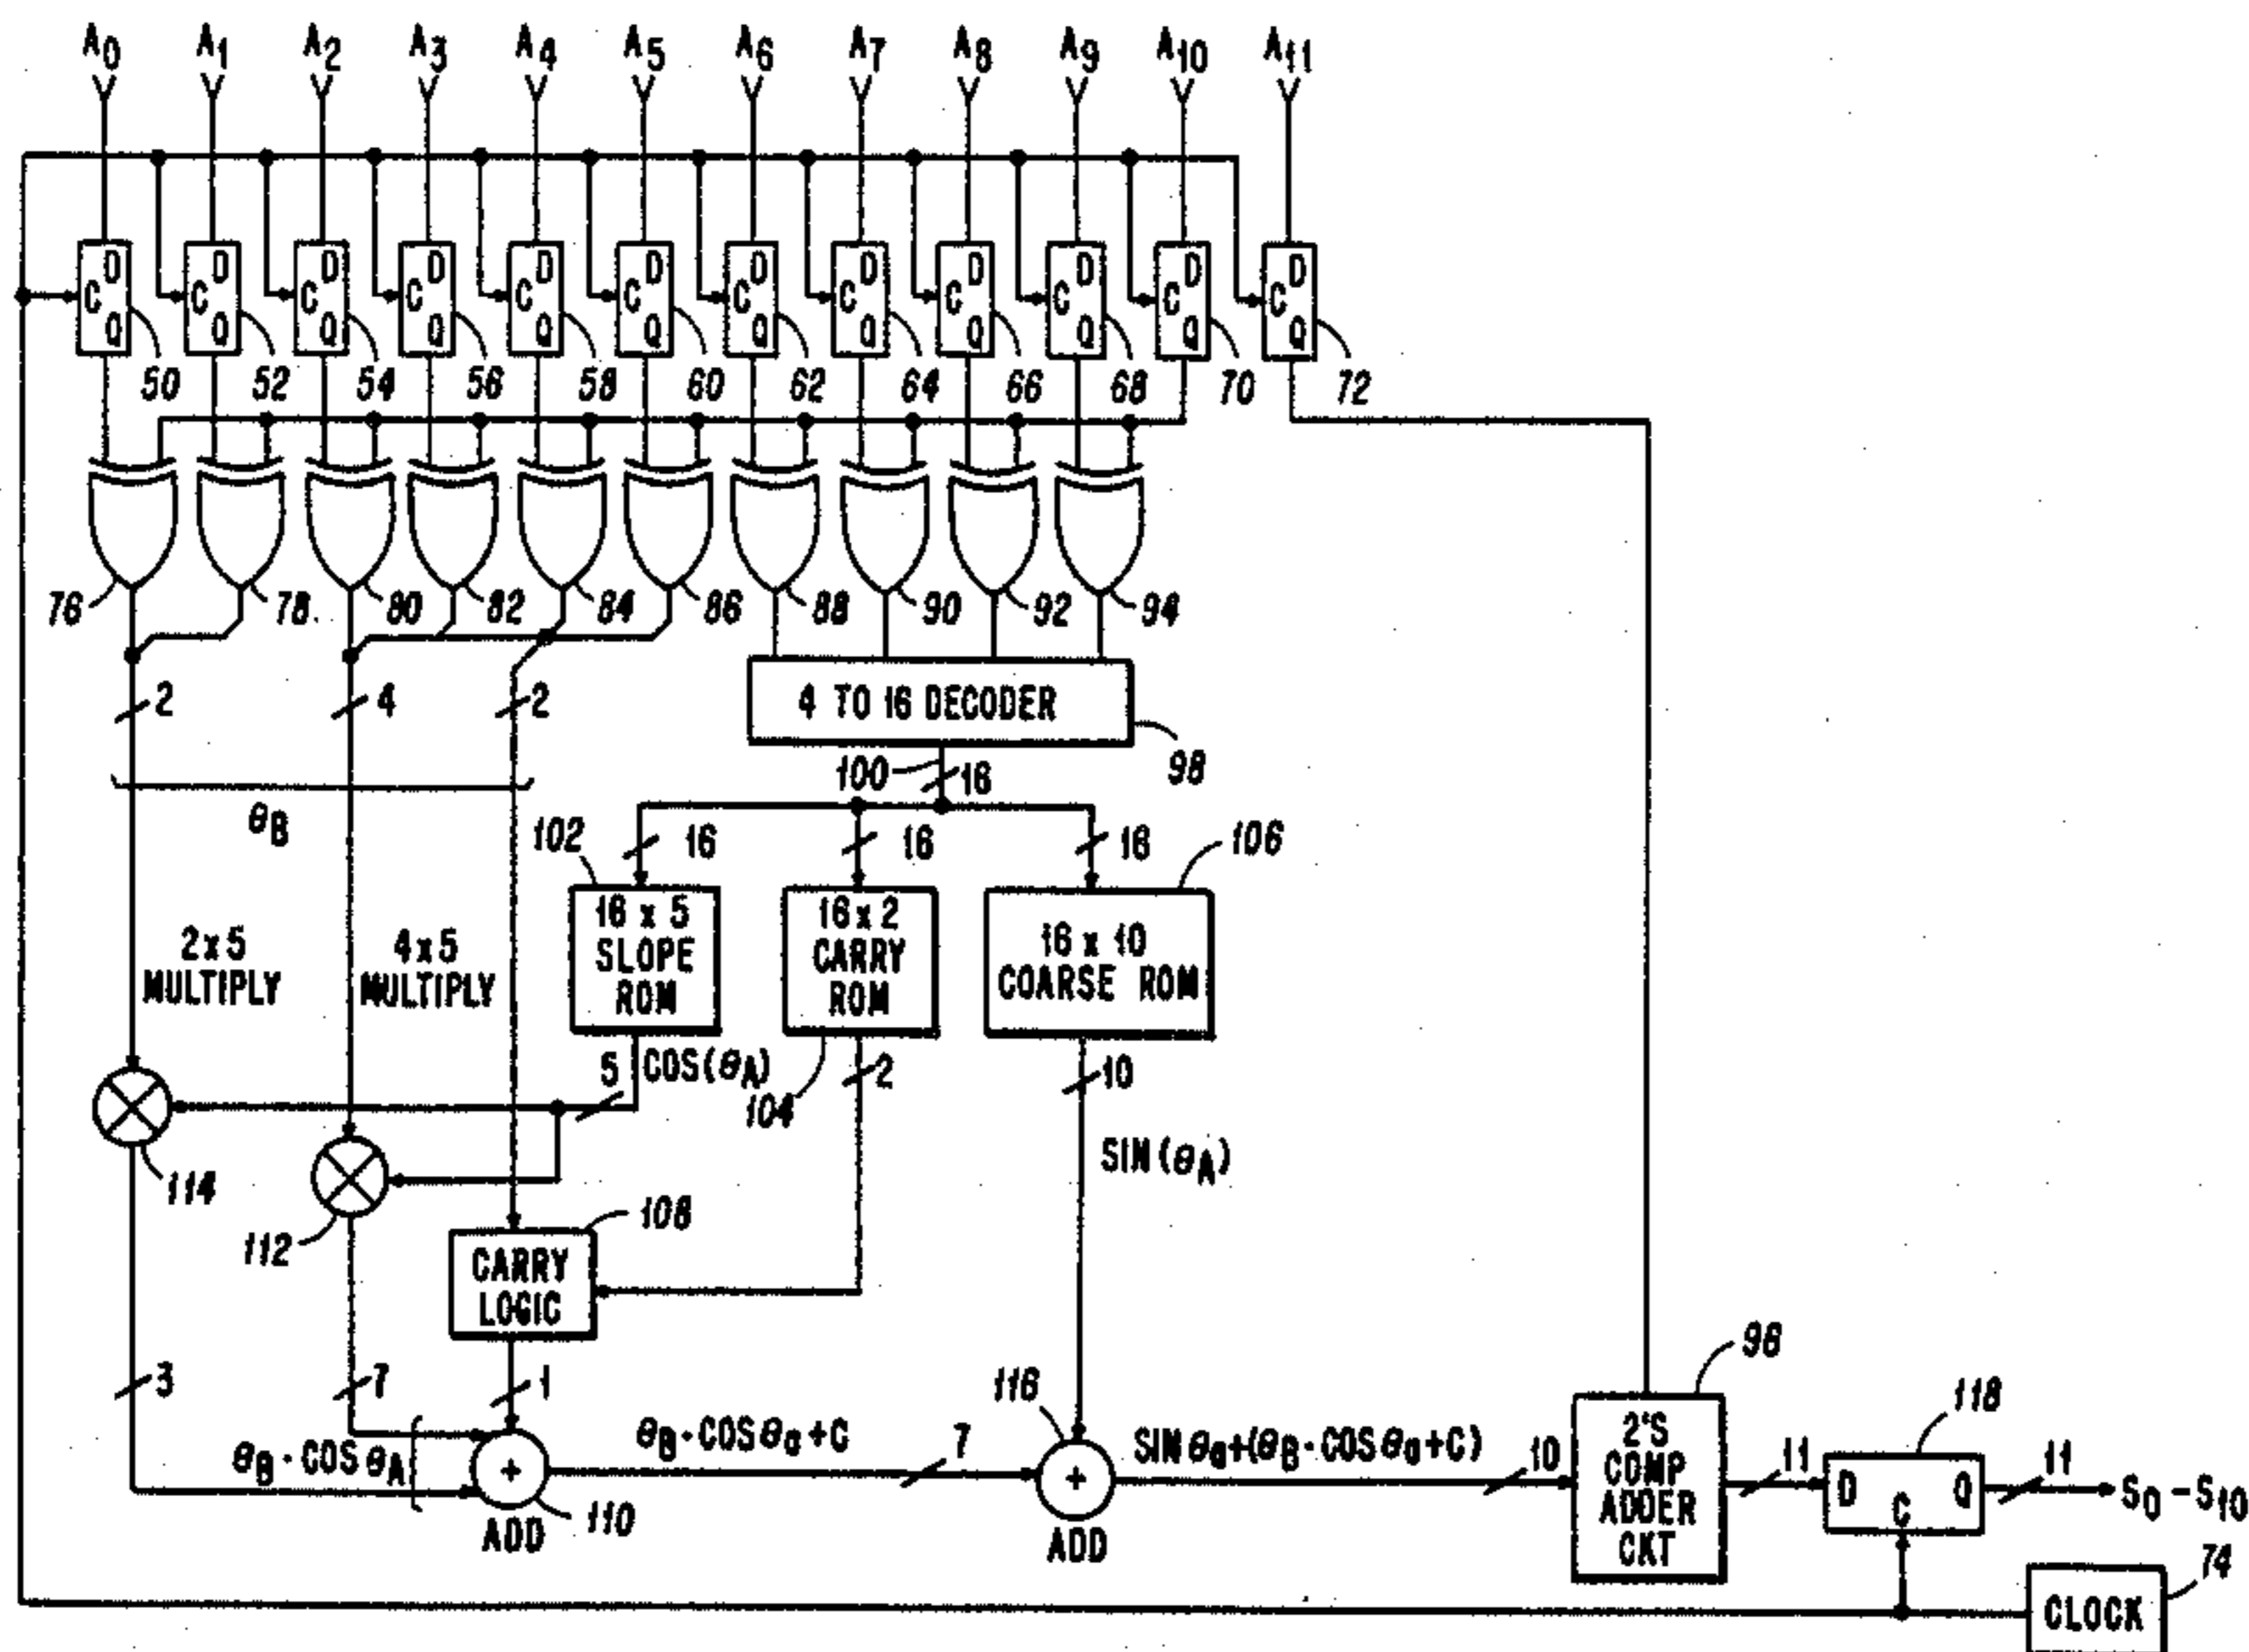 A0 A1 A2 A3 A4 A5 A6 A7 A8 A9 A10 A11
D D D D D D D D D D D D
C C C C C C C C C C C C
Q Q Q Q Q Q Q Q Q Q Q Q
50 52 54 56 58 60 62 64 66 68 70 72
76 78 80 82 84 86 88 90 92 94
2 4 2
4 TO 16 DECODER
98
100 16
θB
102 16 16 16 106
16 x 5
SLOPE
ROM
16 x 2
CARRY
ROM
16 x 10
COARSE ROM
2 x 5
MULTIPLY
4 x 5
MULTIPLY
5 COS(θA)
104
2
10
SIN(θA)
114
112
108
CARRY
LOGIC
3
7
1
θB · COS θA
110
ADD
θB · COS θa + C
7
116
ADD
SIN θa + (θB · COS θa + C)
10
96
2'S
COMP
ADDER
CKT
11
118
D C Q
11
S0 - S10
74
CLOCK